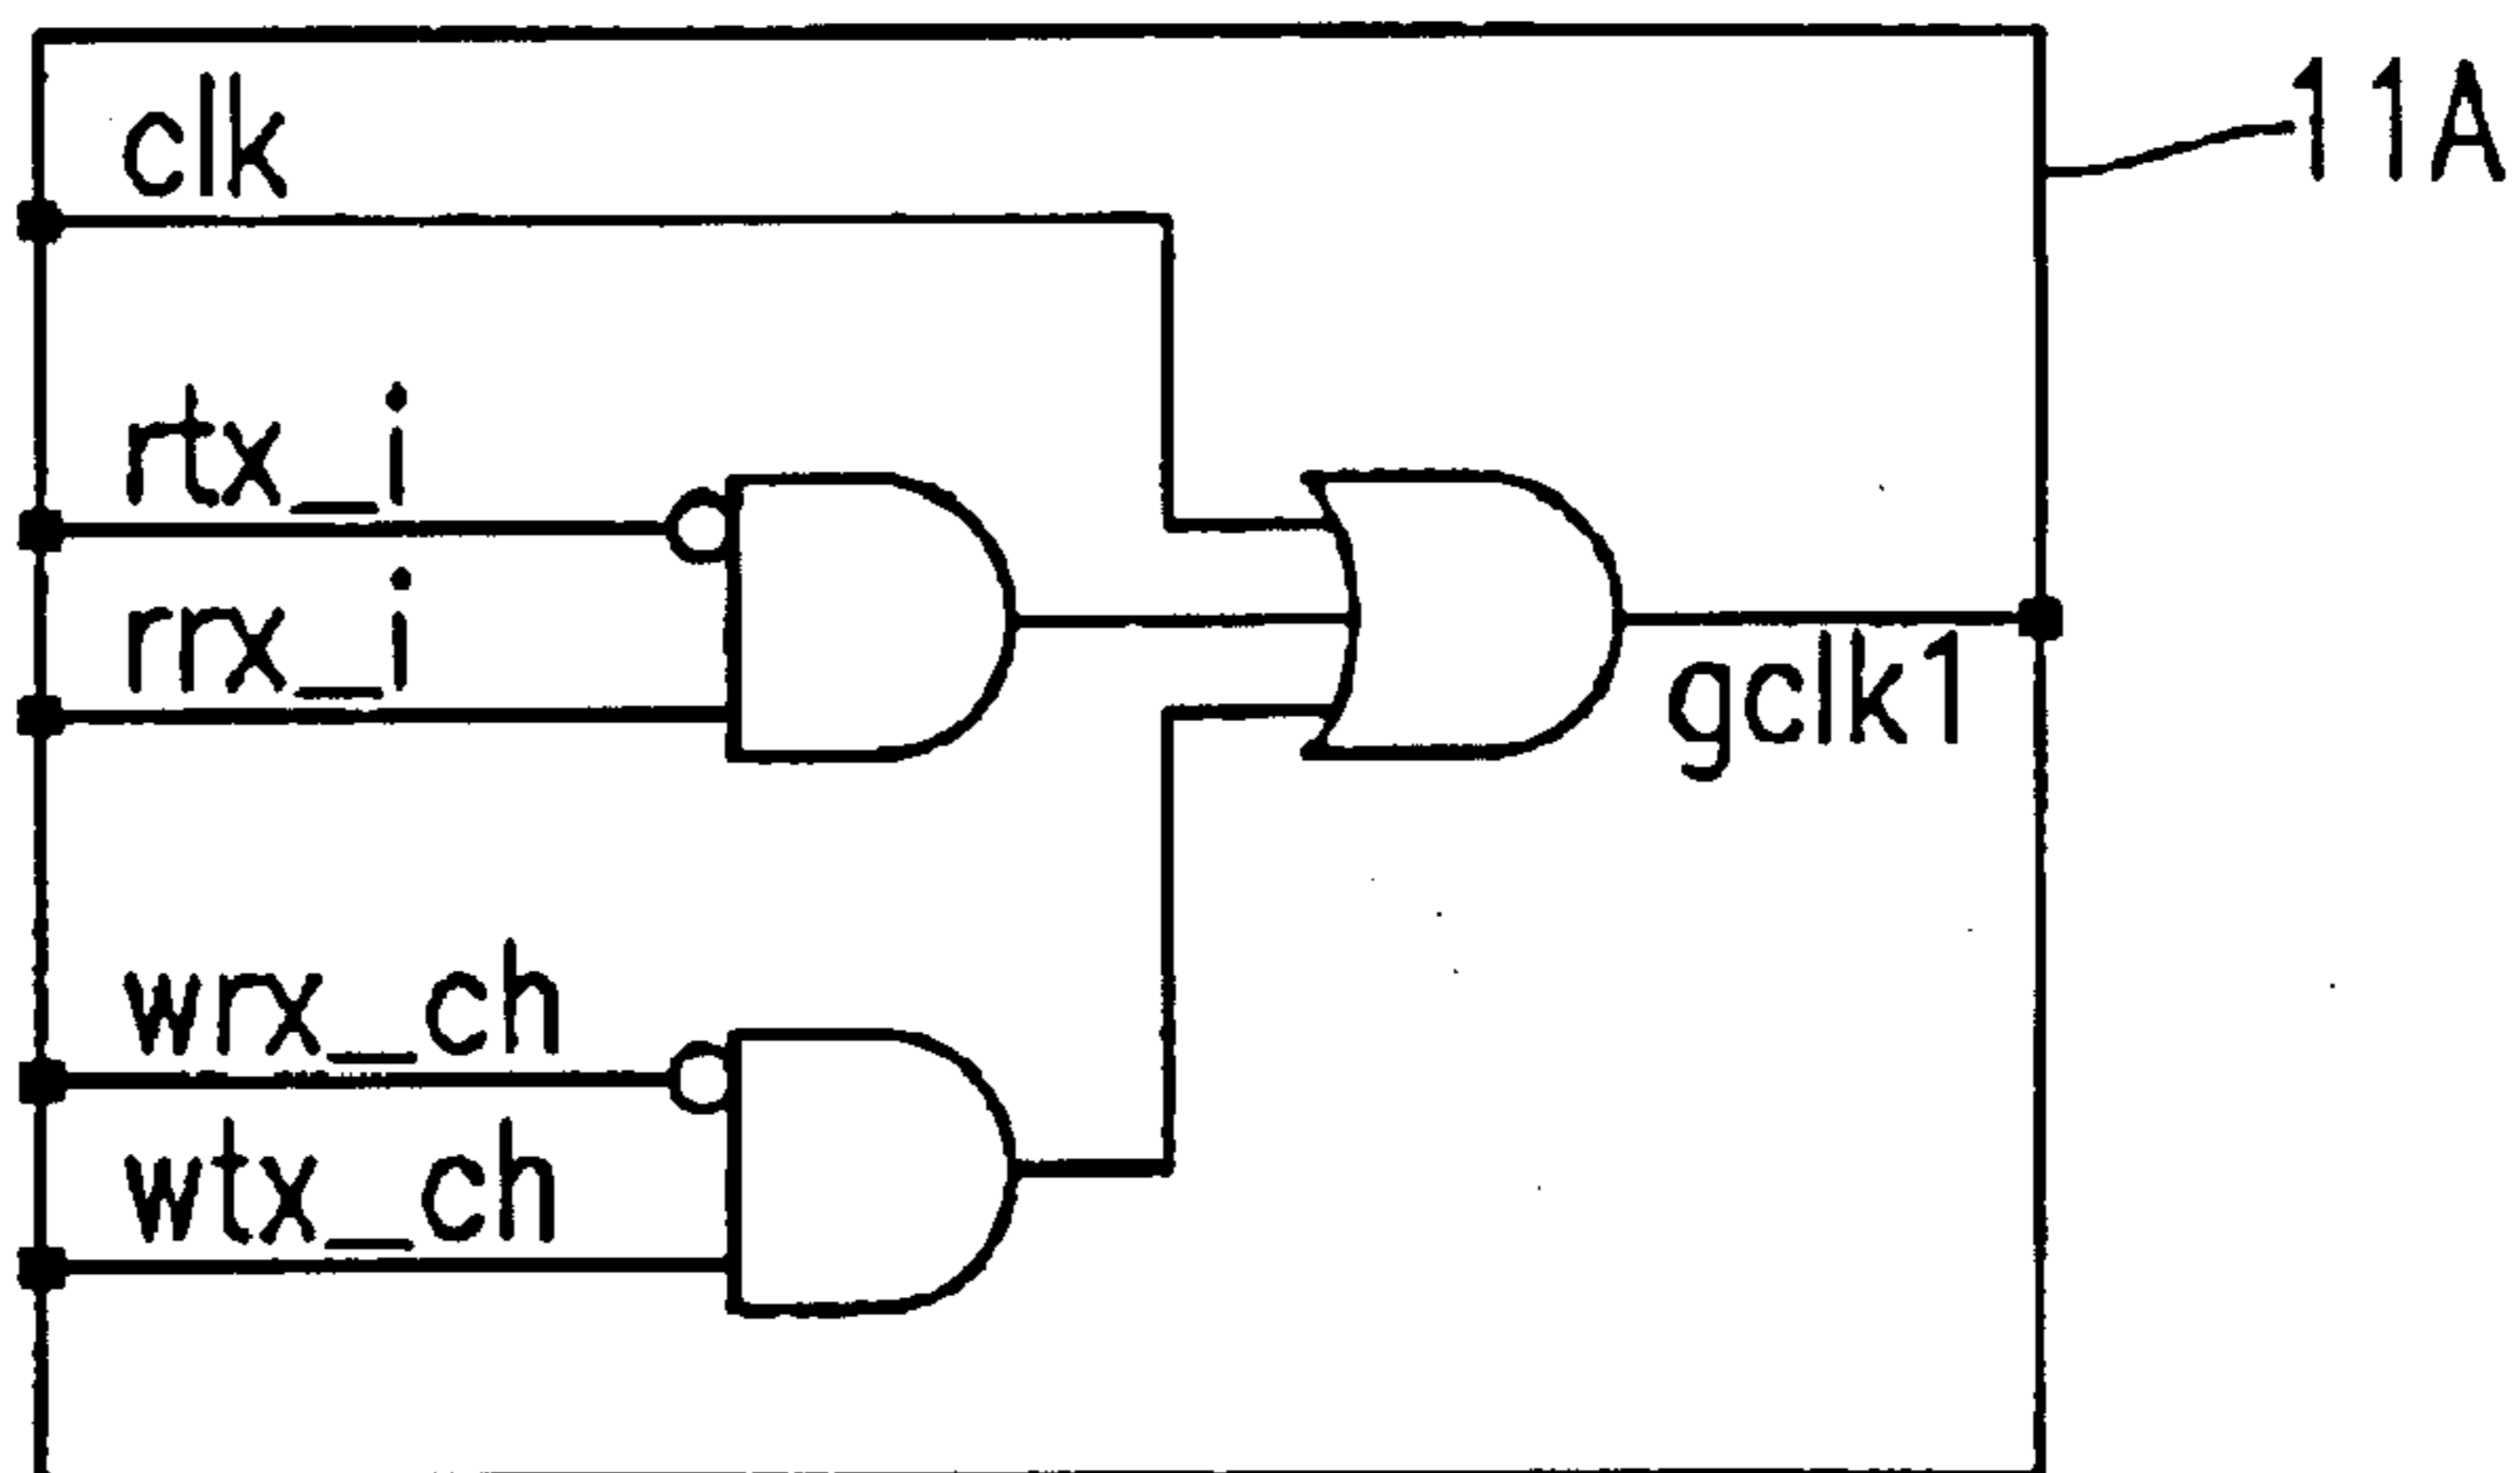 clk
11A
rtx_i
rrx_i
gclk1
wrx_ch
wtx_ch